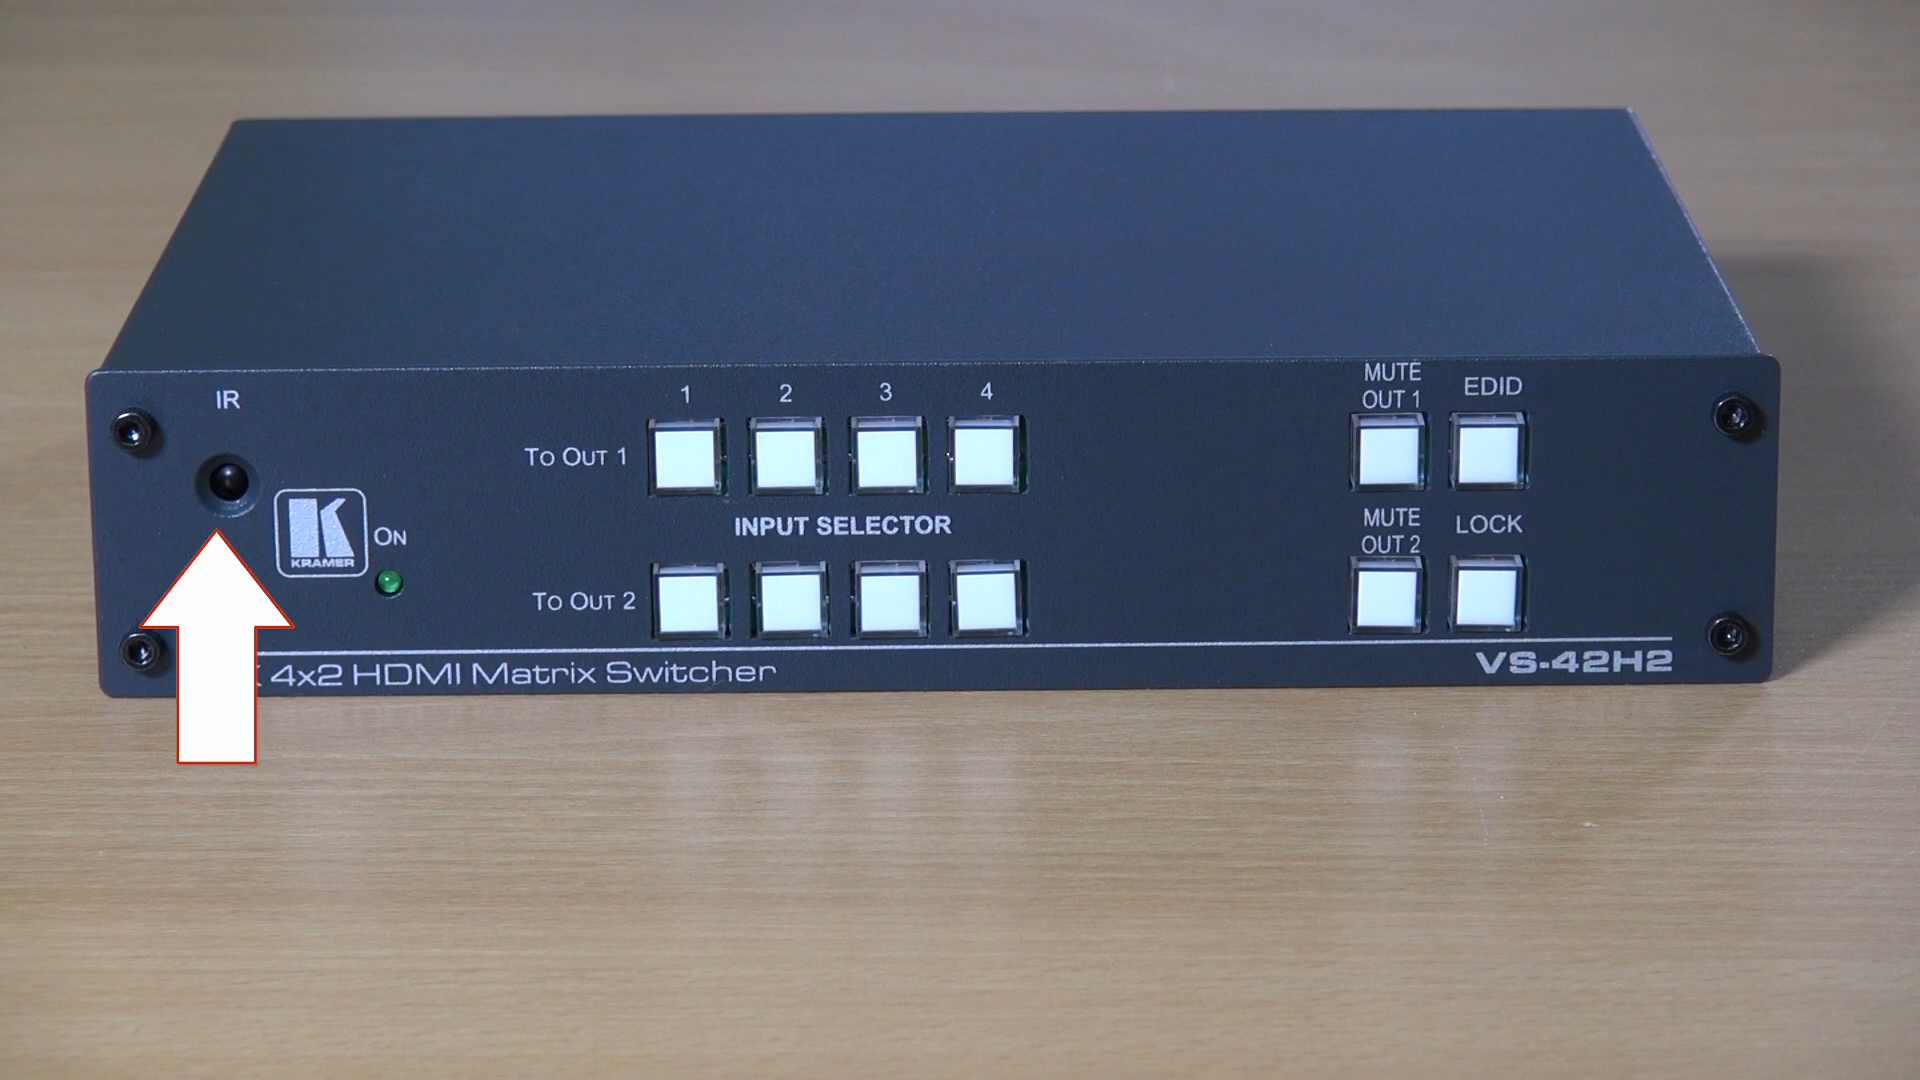 IR
1 2 3 4
MUTE
OUT 1
EDID
TO OUT 1
INPUT SELECTOR
MUTE
OUT 2
LOCK
KRAMER
ON
TO OUT 2
4x2 HDMI Matrix Switcher
VS-42H2